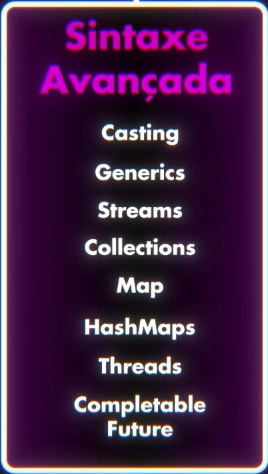 Sintaxe
Avançada
Casting
Generics
Streams
Collections
Map
HashMaps
Threads
Completable
Future